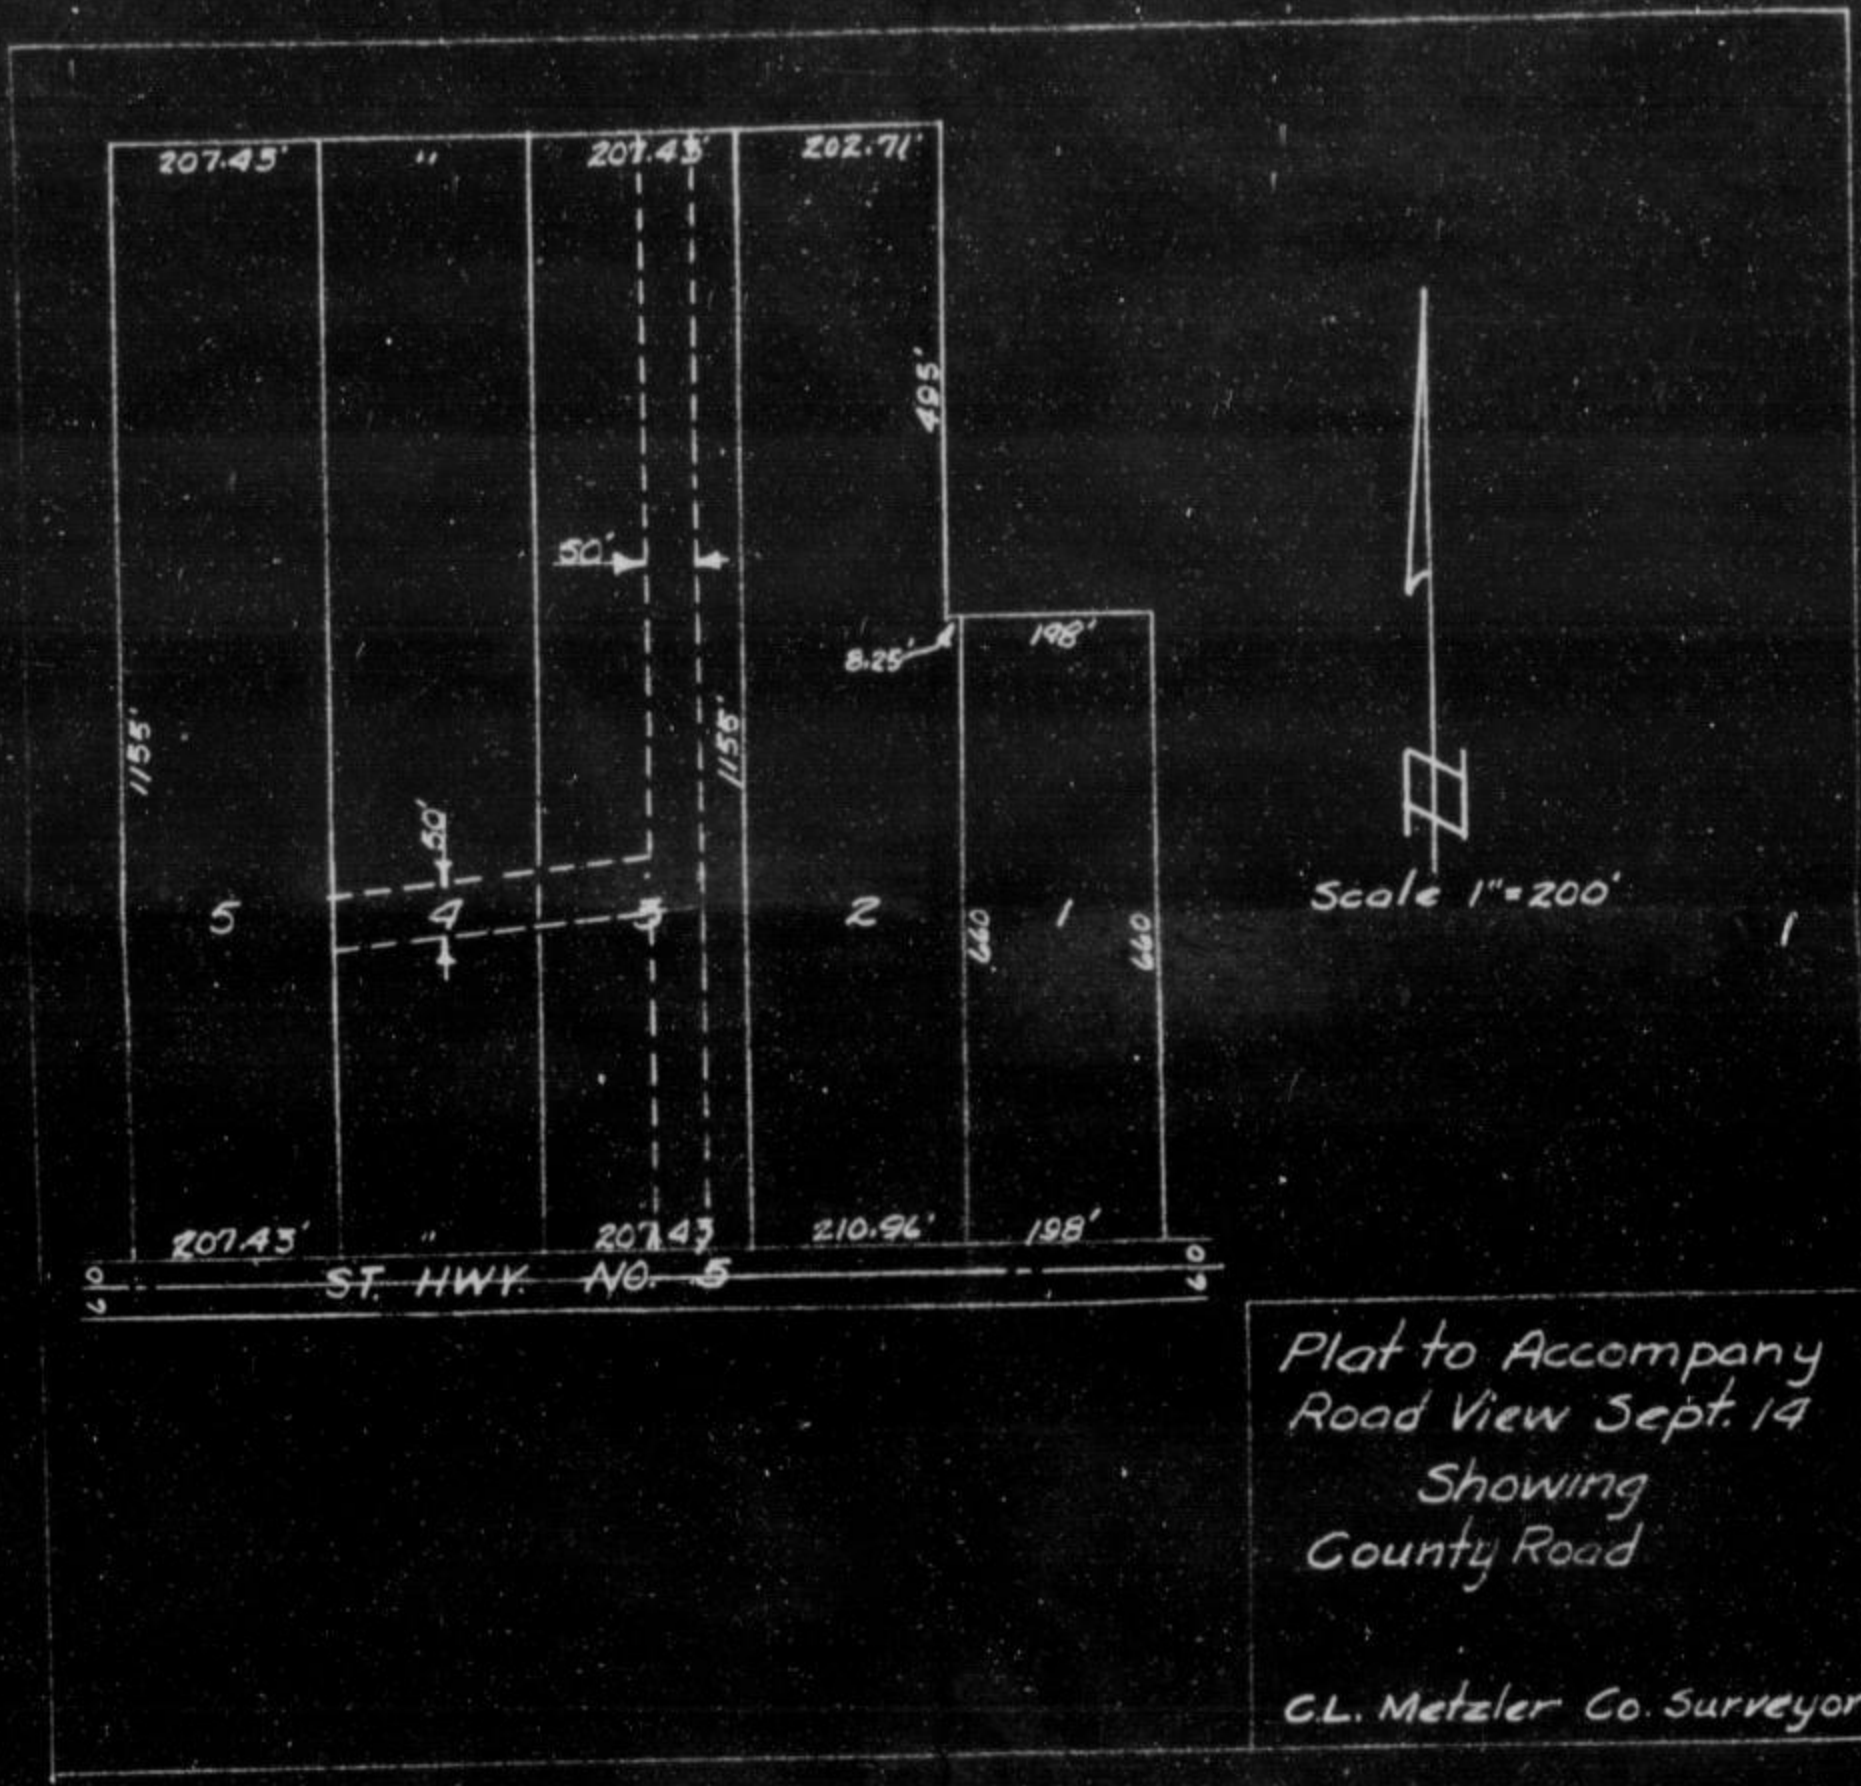 207.43' " 207.43' 202.71'
495'
50'
198'
8.25'
1155'
1155'
50'
5 4 3 2 1
660
660
N
Scale 1"=200'
1
207.43' " 207.43 210.96' 198'
60 ST. HWY. NO. 5 60
Plat to Accompany
Road View Sept. 14
Showing
County Road
C.L. Metzler Co. Surveyor